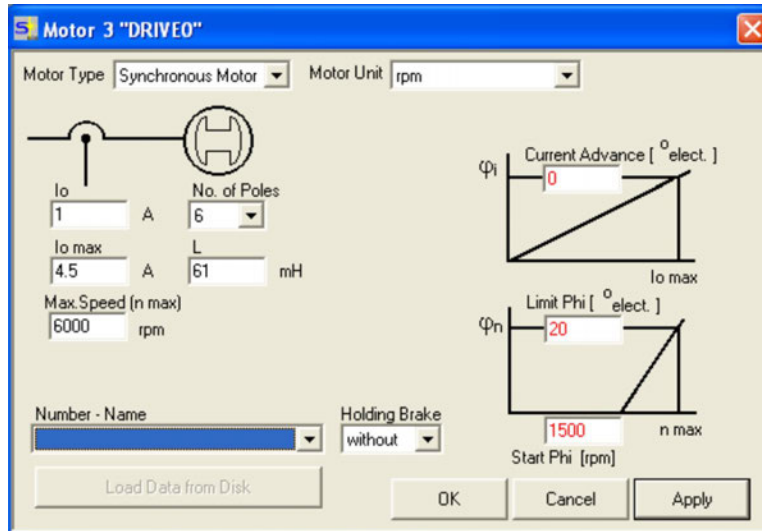 S Motor 3 "DRIVE0"
Motor Type Synchronous Motor Motor Unit rpm
Io
1 A
No. of Poles
6
Io max
4.5 A
L
61 mH
Max.Speed (n max)
6000 rpm
Current Advance [ °elect. ]
φi 0
Io max
Limit Phi [ °elect. ]
φn 20
1500 n max
Start Phi [rpm]
Number - Name
Holding Brake
without
Load Data from Disk
OK Cancel Apply